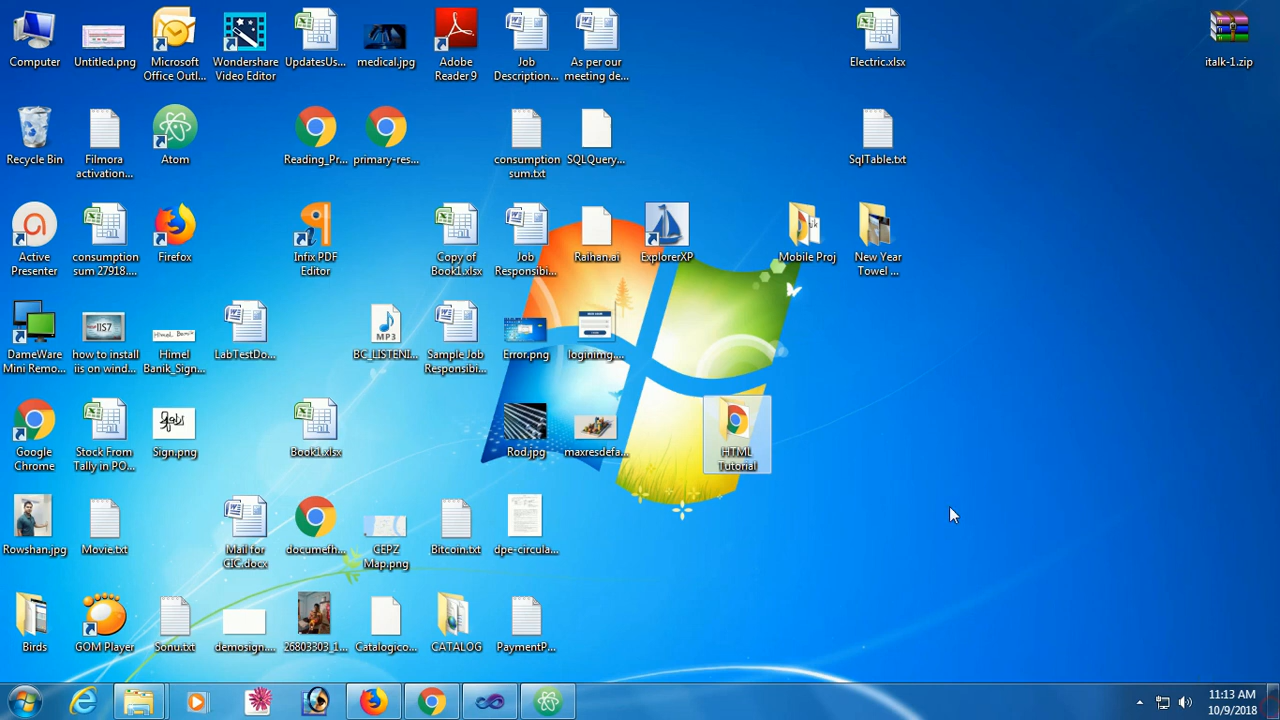 Computer
Untitled.png
Microsoft
Office Outl...
Wondershare
Video Editor
UpdatesUs...
medical.jpg
Adobe
Reader 9
Job
Description...
As per our
meeting de...
Electric.xlsx
italk-1.zip
Recycle Bin
Filmora
activation...
Atom
Reading_Pr...
primary-res...
consumption
sum.txt
SQLQuery...
SqlTable.txt
Active
Presenter
consumption
sum 27918....
Firefox
Infix PDF
Editor
Copy of
Book1.xlsx
Job
Responsibi...
Raihan.ai
ExplorerXP
Mobile Proj
New Year
Towel ...
DameWare
Mini Remo...
IIS7
how to install
iis on wind...
Himel Banik
Himel
Banik_Sign...
LabTestDo...
MP3
BC_LISTENI...
Sample Job
Responsibi...
Error.png
loginimg....
Google
Chrome
Stock From
Tally in PO...
Sign.png
Book1.xlsx
Rod.jpg
maxresdefa...
HTML
Tutorial
Rowshan.jpg
Movie.txt
Mail for
CIC.docx
documefh...
CEPZ
Map.png
Bitcoin.txt
dpe-circula...
Birds
GOM Player
Sonu.txt
demosign....
26803303_1...
Catalogico...
CATALOG
PaymentP...
11:13 AM
10/9/2018